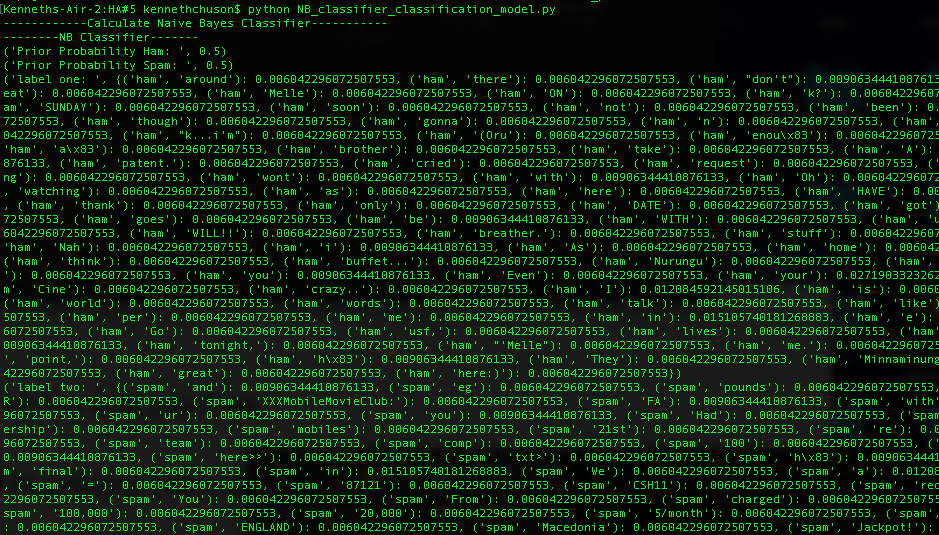 [Kenneths-Air-2:HA#5 kennethchuson$ python NB_classifier_classification_model.py
------------Calculate Naive Bayes Classifier-----------
--------NB Classifier-------
('Prior Probability Ham: ', 0.5)
('Prior Probability Spam: ', 0.5)
('label one: ', {('ham', 'around'): 0.006042296072507553, ('ham', 'there'): 0.006042296072507553, ('ham', "don't"): 0.0090634441087613
eat'): 0.006042296072507553, ('ham', 'Melle'): 0.006042296072507553, ('ham', 'ON'): 0.006042296072507553, ('ham', 'k?'): 0.0060422960
am', 'SUNDAY'): 0.006042296072507553, ('ham', 'soon'): 0.006042296072507553, ('ham', 'not'): 0.006042296072507553, ('ham', 'been'): 0
072507553, ('ham', 'though'): 0.006042296072507553, ('ham', 'gonna'): 0.006042296072507553, ('ham', 'n'): 0.006042296072507553, ('ham',
042296072507553, ('ham', "k...i'm"): 0.006042296072507553, ('ham', '(Oru'): 0.006042296072507553, ('ham', 'enou\x83'): 0.006042296072
'ham', 'a\x83'): 0.006042296072507553, ('ham', 'brother'): 0.006042296072507553, ('ham', 'take'): 0.006042296072507553, ('ham', 'A'):
876133, ('ham', 'patent.'): 0.006042296072507553, ('ham', 'cried'): 0.006042296072507553, ('ham', 'request'): 0.006042296072507553, (
ng'): 0.006042296072507553, ('ham', 'wont'): 0.006042296072507553, ('ham', 'with'): 0.00906344410876133, ('ham', 'Oh'): 0.00604229607
, 'watching'): 0.006042296072507553, ('ham', 'as'): 0.006042296072507553, ('ham', 'here'): 0.006042296072507553, ('ham', 'HAVE'): 0.00
, ('ham', 'thank'): 0.006042296072507553, ('ham', 'only'): 0.006042296072507553, ('ham', 'DATE'): 0.006042296072507553, ('ham', 'got')
72507553, ('ham', 'goes'): 0.006042296072507553, ('ham', 'be'): 0.00906344410876133, ('ham', 'WITH'): 0.006042296072507553, ('ham', 'u
('ham', 'WILL!!'): 0.006042296072507553, ('ham', 'breather.'): 0.006042296072507553, ('ham', 'stuff'): 0.006042296072507553,
'ham', 'Nah'): 0.006042296072507553, ('ham', 'i'): 0.00906344410876133, ('ham', 'As'): 0.006042296072507553, ('ham', 'home'): 0.00604
('ham', 'think'): 0.006042296072507553, ('ham', 'buffet...'): 0.006042296072507553, ('ham', 'Nurungu'): 0.006042296072507553,
'): 0.006042296072507553, ('ham', 'you'): 0.00906344410876133, ('ham', 'Even'): 0.006042296072507553, ('ham', 'your'): 0.0271903323262
m', 'Cine'): 0.006042296072507553, ('ham', 'crazy..'): 0.006042296072507553, ('ham', 'I'): 0.012084592145015106, ('ham', 'is'): 0.00
('ham', 'world'): 0.006042296072507553, ('ham', 'words'): 0.006042296072507553, ('ham', 'talk'): 0.006042296072507553, ('ham', 'like')
507553, ('ham', 'per'): 0.006042296072507553, ('ham', 'me'): 0.006042296072507553, ('ham', 'in'): 0.015105740181268883, ('ham', 'e'):
6072507553, ('ham', 'Go'): 0.006042296072507553, ('ham', 'usf,'): 0.006042296072507553, ('ham', 'lives'): 0.006042296072507553,
0.00906344410876133, ('ham', 'tonight,'): 0.006042296072507553, ('ham', "'Melle"): 0.006042296072507553, ('ham', 'me.'): 0.0060422960
', 'point,'): 0.006042296072507553, ('ham', 'h\x83'): 0.00906344410876133, ('ham', 'They'): 0.006042296072507553, ('ham', 'Minnaminung
('ham', 'great'): 0.006042296072507553, ('ham', 'here:)'): 0.006042296072507553})
('label two: ', {('spam', 'and'): 0.00906344410876133, ('spam', 'eg'): 0.006042296072507553, ('spam', 'pounds'): 0.006042296072507553,
R'): 0.006042296072507553, ('spam', 'XXXMobileMovieClub:'): 0.006042296072507553, ('spam', 'FA'): 0.00906344410876133, ('spam', 'with'
96072507553, ('spam', 'ur'): 0.006042296072507553, ('spam', 'you'): 0.00906344410876133, ('spam', 'Had'): 0.006042296072507553,
ership'): 0.006042296072507553, ('spam', 'mobiles'): 0.006042296072507553, ('spam', '21st'): 0.006042296072507553, ('spam', 're'): 0.0
96072507553, ('spam', 'team'): 0.006042296072507553, ('spam', 'comp'): 0.006042296072507553, ('spam', '100'): 0.006042296072507553,
('spam', 'here>>'): 0.006042296072507553, ('spam', 'txt>'): 0.006042296072507553, ('spam', 'h\x83'): 0.006042296072507553,
m', 'final'): 0.006042296072507553, ('spam', 'in'): 0.015105740181268883, ('spam', 'We'): 0.006042296072507553, ('spam', 'a'): 0.01208
, ('spam', '='): 0.006042296072507553, ('spam', '87121'): 0.006042296072507553, ('spam', 'CSH11'): 0.006042296072507553, ('spam', 'rec
2296072507553, ('spam', 'You'): 0.006042296072507553, ('spam', 'From'): 0.006042296072507553, ('spam', 'charged'): 0.006042296072507553
spam', '100,000'): 0.006042296072507553, ('spam', '20,000'): 0.006042296072507553, ('spam', '5/month'): 0.006042296072507553,
: 0.006042296072507553, ('spam', 'ENGLAND'): 0.006042296072507553, ('spam', 'Macedonia'): 0.006042296072507553, ('spam', 'Jackpot!'):